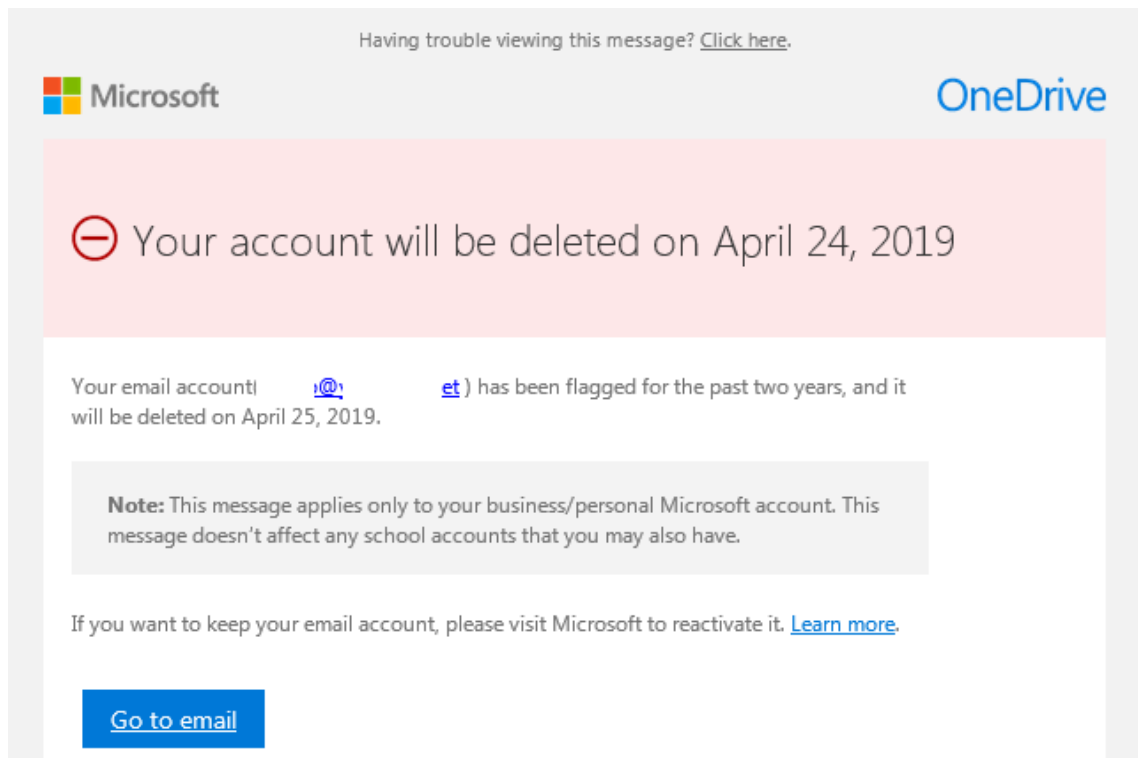 Having trouble viewing this message? Click here.
Microsoft
OneDrive
Your account will be deleted on April 24, 2019
Your email account( @ et ) has been flagged for the past two years, and it
will be deleted on April 25, 2019.
Note: This message applies only to your business/personal Microsoft account. This
message doesn't affect any school accounts that you may also have.
If you want to keep your email account, please visit Microsoft to reactivate it. Learn more.
Go to email